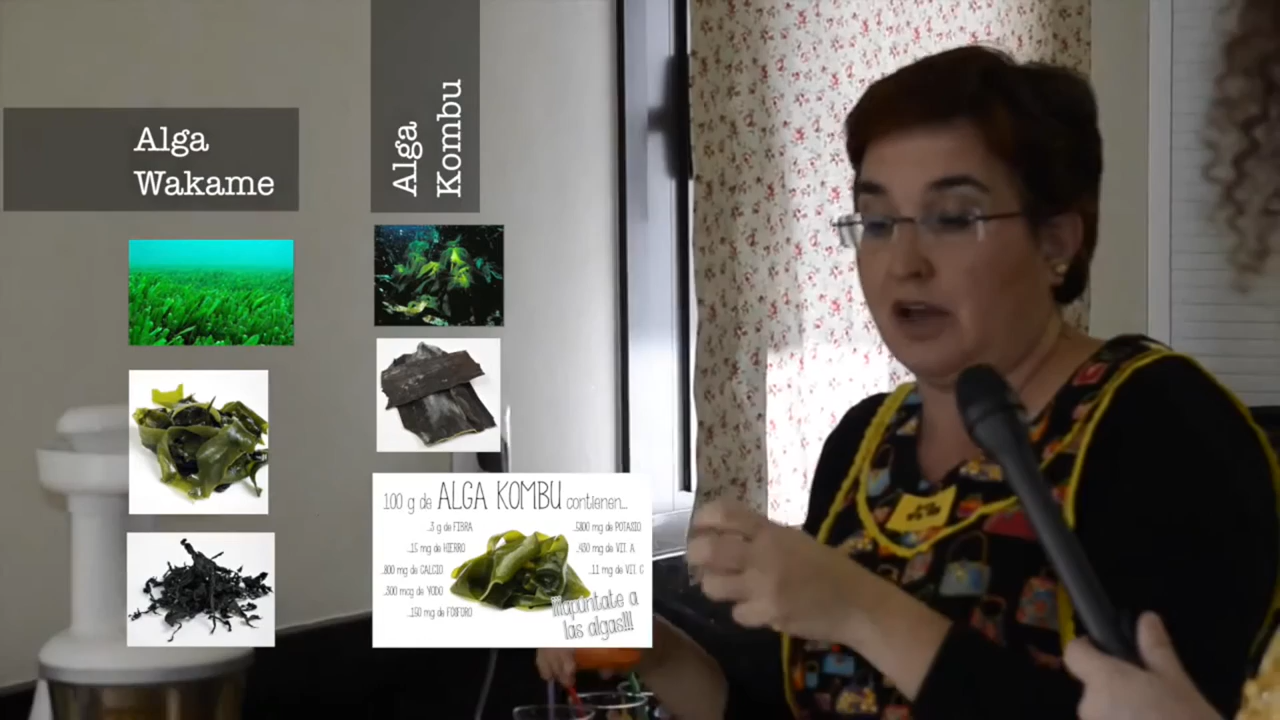 Alga
Wakame
Alga
Kombu
100 g de ALGA KOMBU contienen...
...3 g de FIBRA
...15 mg de HIERRO
...800 mg de CALCIO
...300 mcg de YODO
...150 mg de FÓSFORO
...5800 mg de POTASIO
...430 mg de VIT. A
...11 mg de VIT. C
¡¡¡apúntate a
las algas!!!